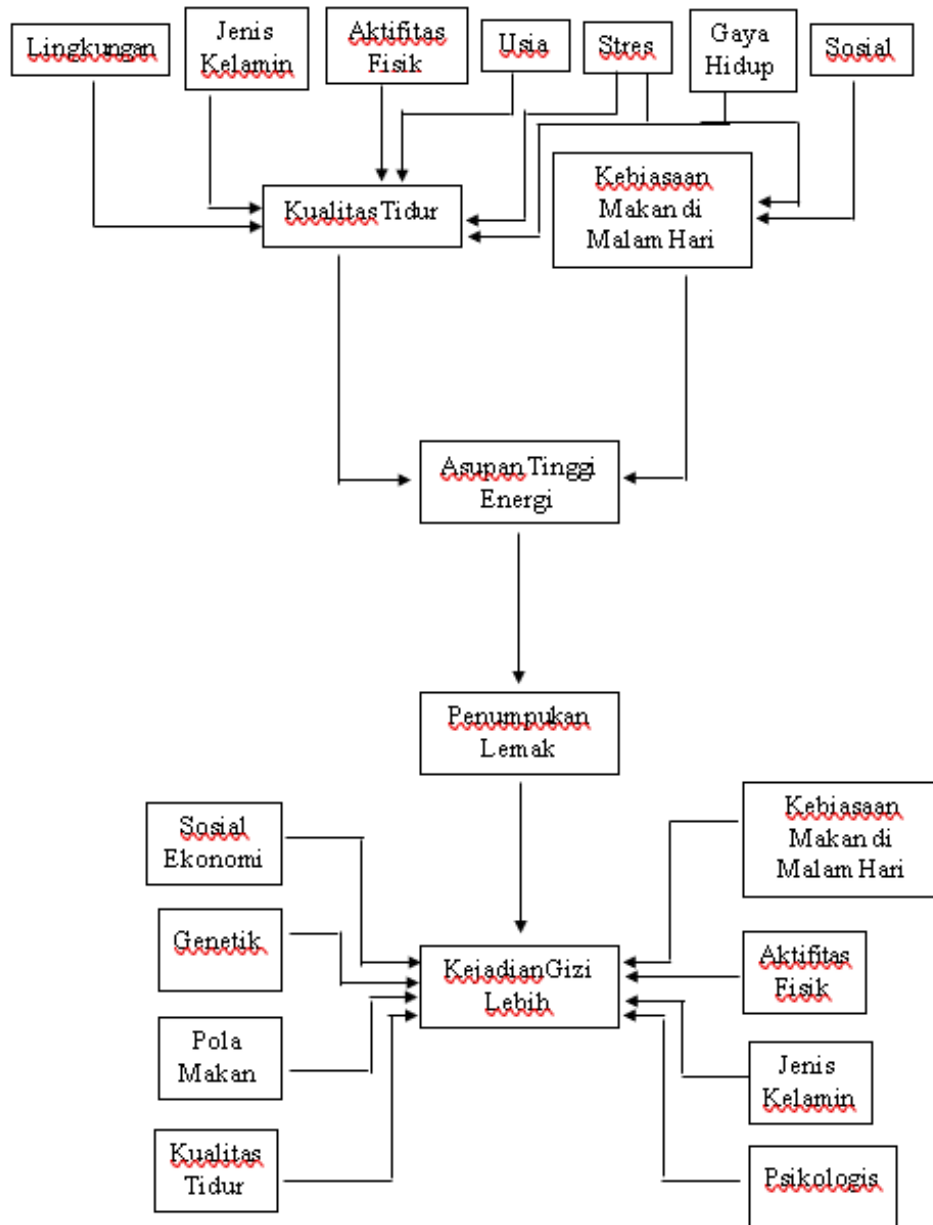 Lingkungan
Jenis
Kelamin
Aktifitas
Fisik
Usia
Stres
Gaya
Hidup
Sosial
Kualitas Tidur
Kebiasaan
Makan di
Malam Hari
Asupan Tinggi
Energi
Penumpukan
Lemak
Sosial
Ekonomi
Kebiasaan
Makan di
Malam Hari
Genetik
Kejadian Gizi
Lebih
Aktifitas
Fisik
Pola
Makan
Jenis
Kelamin
Kualitas
Tidur
Psikologis